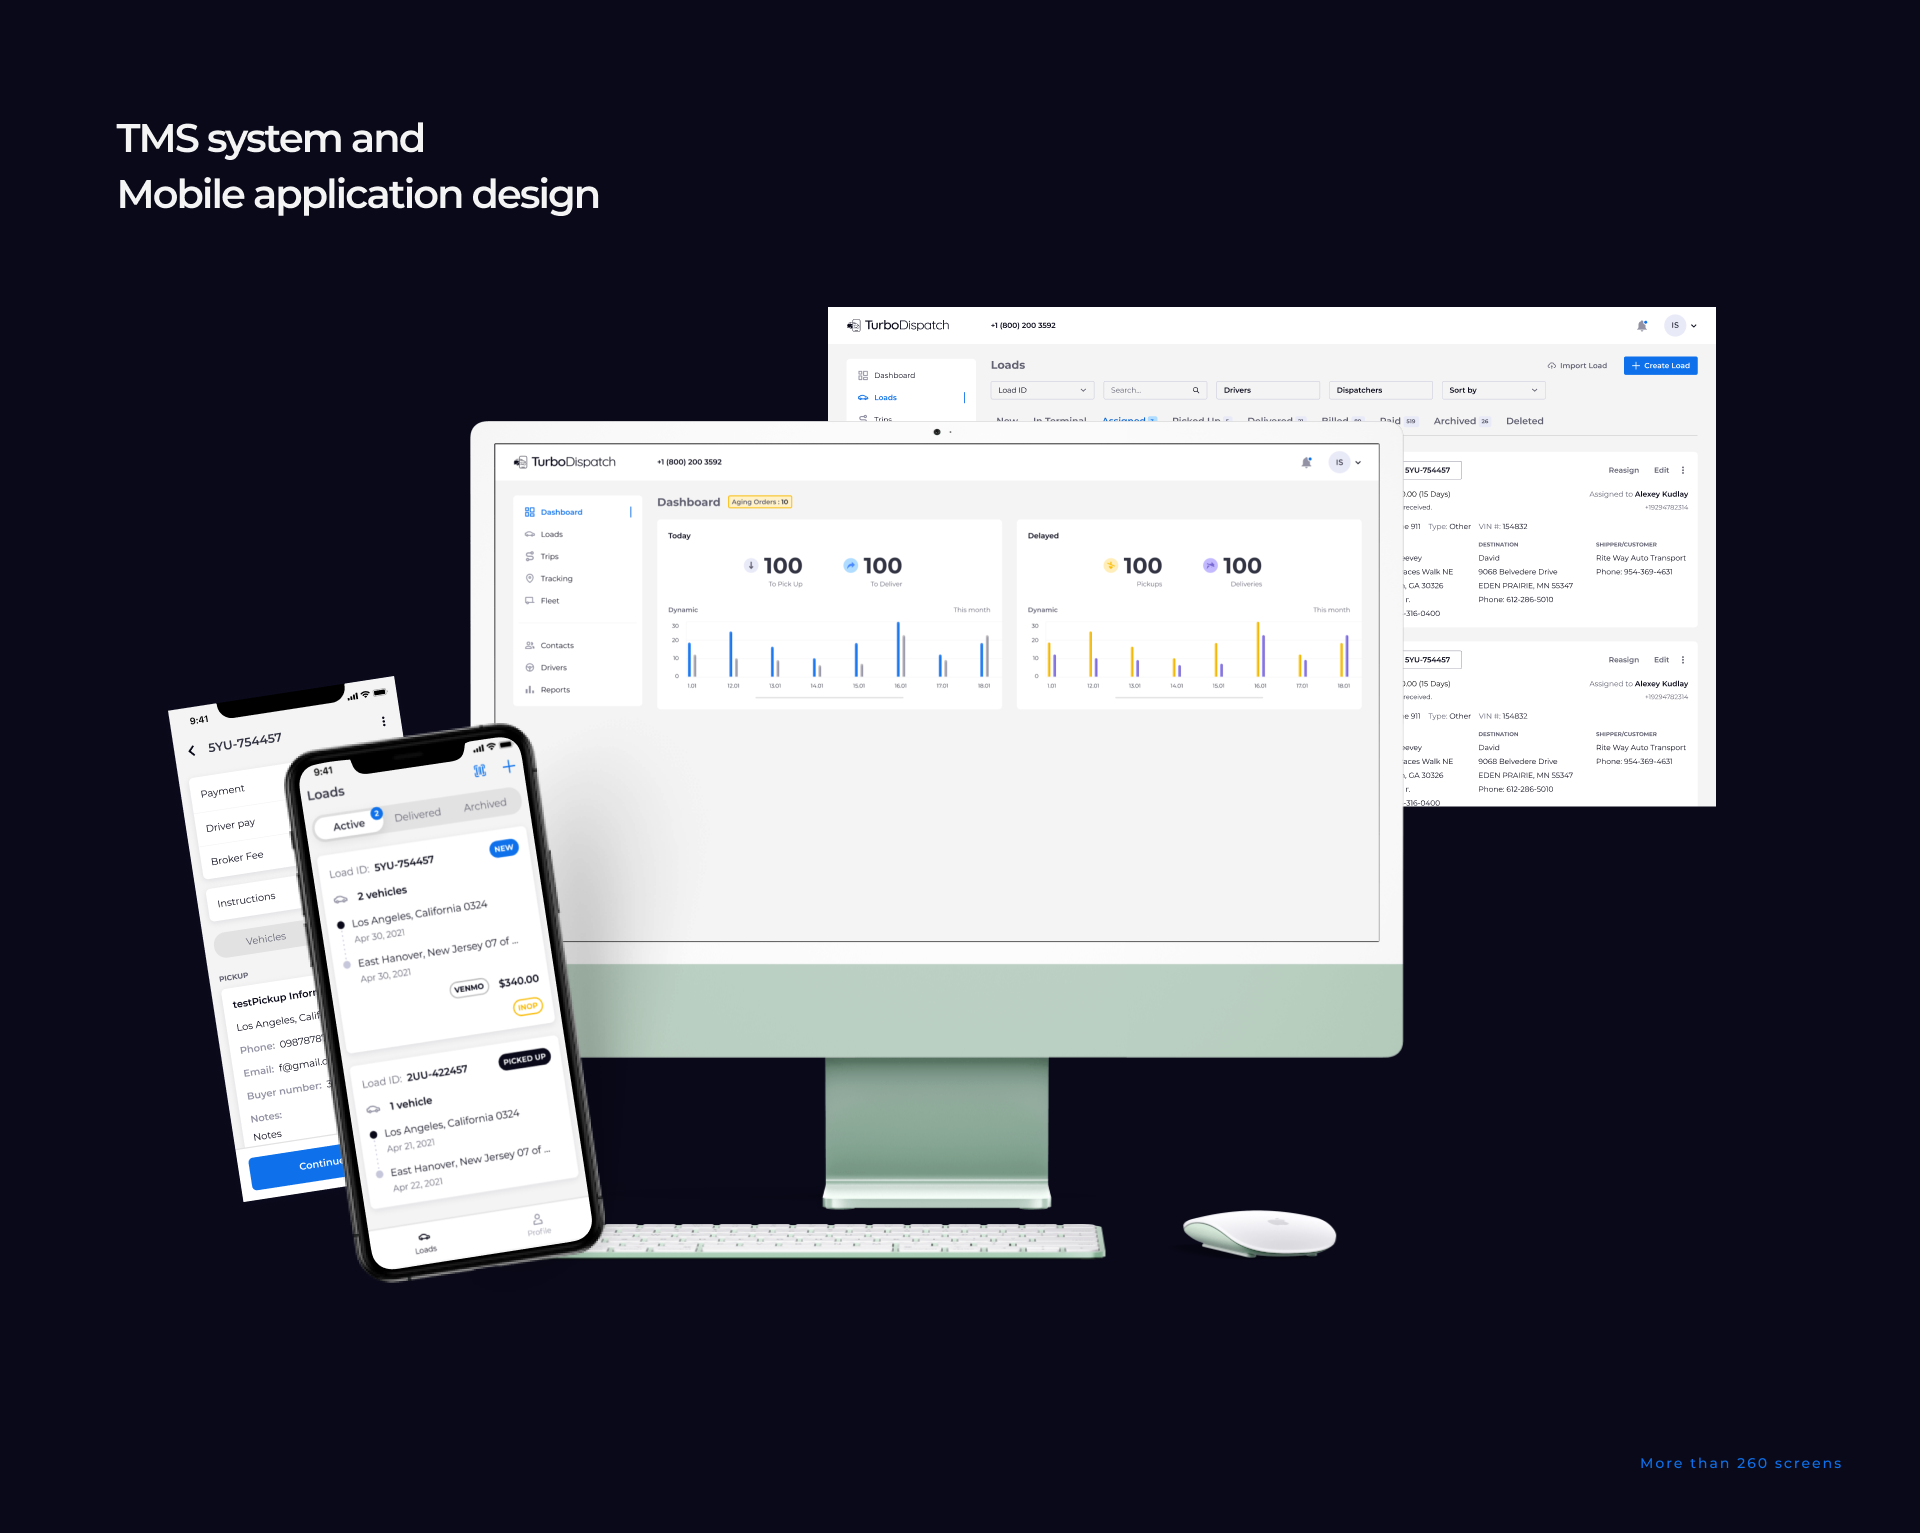 TMS system and
Mobile application design
TurboDispatch
+1 (800) 200 3592
IS
Dashboard
Loads
Trips
Loads
Import Load
Create Load
Load ID
Search...
Drivers
Dispatchers
Sort by
New
In Terminal
Assigned
Picked Up
Delivered
Billed
Paid 519
Archived 26
Deleted
5YU-754457
Reasign
Edit
0.00 (15 Days)
received.
Assigned to Alexey Kudlay
+19294782314
911 Type: Other VIN #: 154832
DESTINATION
David
9068 Belvedere Drive
EDEN PRAIRIE, MN 55347
Phone: 612-286-5010
SHIPPER/CUSTOMER
Rite Way Auto Transport
Phone: 954-369-4631
eevey
aces Walk NE
, GA 30326
r.
-316-0400
5YU-754457
Reasign
Edit
0.00 (15 Days)
received.
Assigned to Alexey Kudlay
+19294782314
911 Type: Other VIN #: 154832
DESTINATION
David
9068 Belvedere Drive
EDEN PRAIRIE, MN 55347
Phone: 612-286-5010
SHIPPER/CUSTOMER
Rite Way Auto Transport
Phone: 954-369-4631
eevey
aces Walk NE
, GA 30326
r.
-316-0400
TurboDispatch
+1 (800) 200 3592
IS
Dashboard
Loads
Trips
Tracking
Fleet
Contacts
Drivers
Reports
Dashboard
Aging Orders : 10
Today
100
To Pick Up
100
To Deliver
Dynamic
This month
30
20
10
0
1.01 12.01 13.01 14.01 15.01 16.01 17.01 18.01
Delayed
100
Pickups
100
Deliveries
Dynamic
This month
30
20
10
0
1.01 12.01 13.01 14.01 15.01 16.01 17.01 18.01
9:41
5YU-754457
Payment
Driver pay
Broker Fee
Instructions
Vehicles
PICKUP
testPickup Inform
Los Angeles, Calif
Phone: 0987878
Email: f@gmail.c
Buyer number: 3
Notes:
Notes
Continue
9:41
Loads
Active 2
Delivered
Archived
Load ID: 5YU-754457
NEW
2 vehicles
Los Angeles, California 0324
Apr 30, 2021
East Hanover, New Jersey 07 of ...
Apr 30, 2021
VENMO
$340.00
INOP
Load ID: 2UU-422457
PICKED UP
1 vehicle
Los Angeles, California 0324
Apr 21, 2021
East Hanover, New Jersey 07 of ...
Apr 22, 2021
Loads
Profile
More than 260 screens